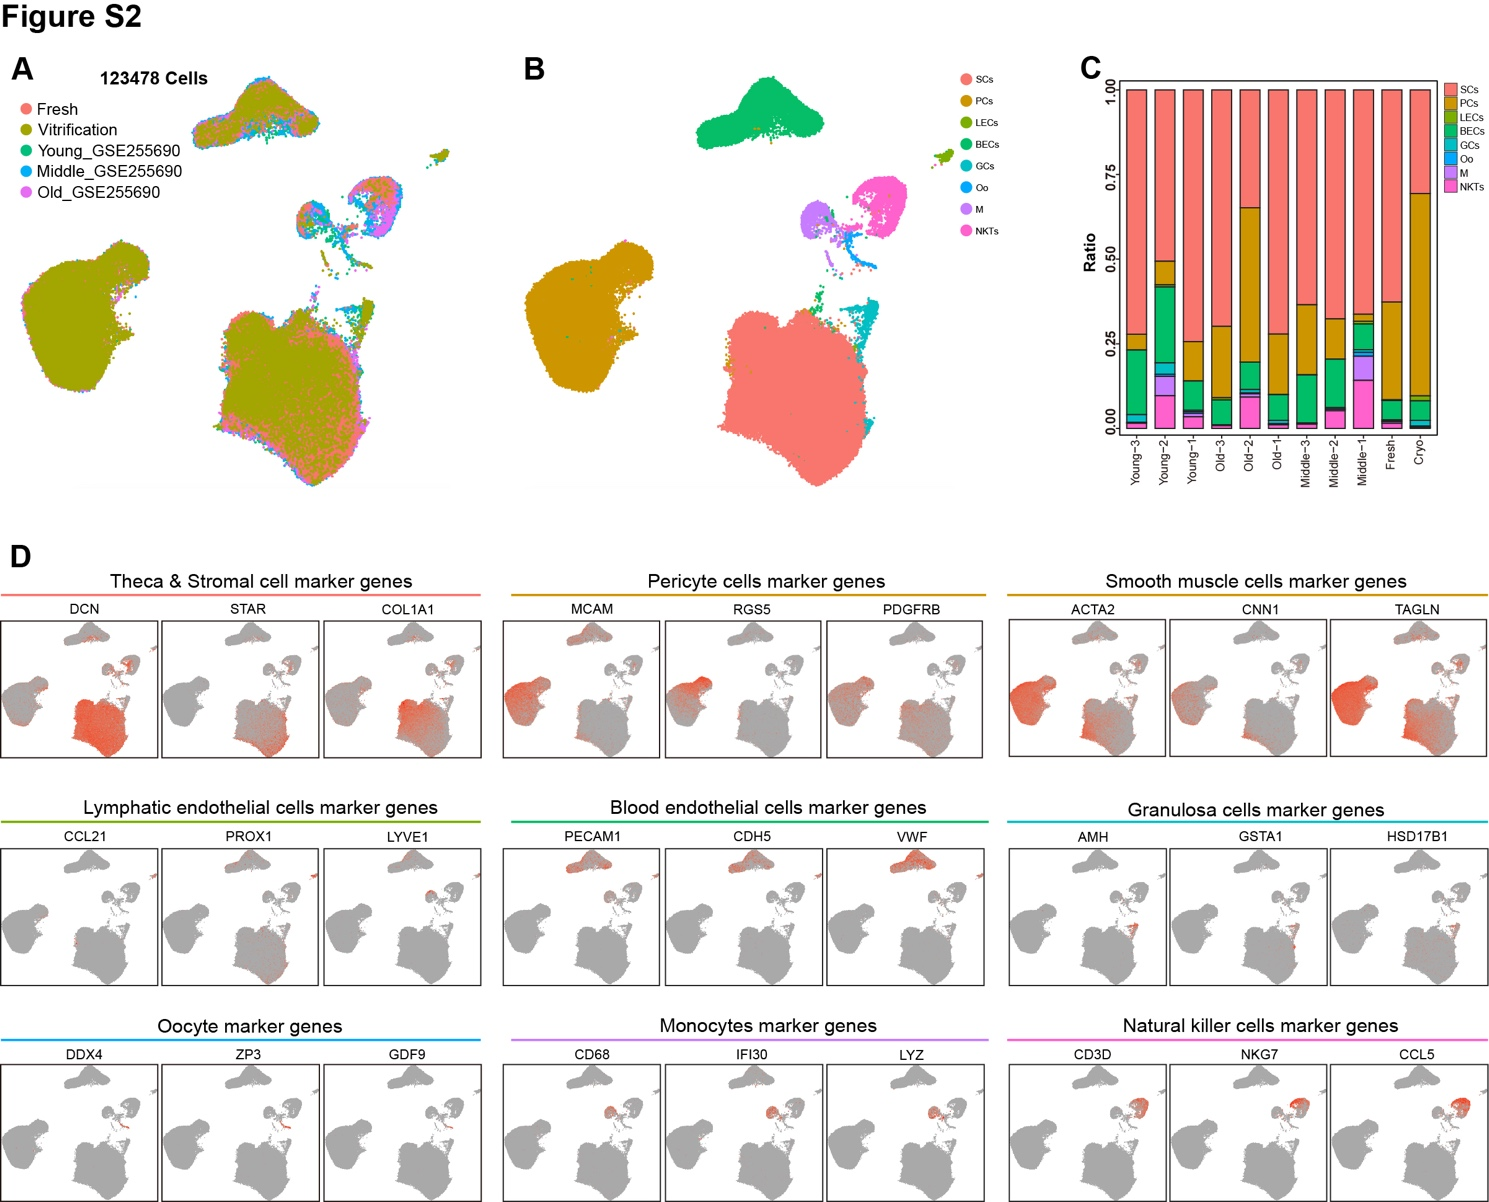 Figure S2
A
123478 Cells
Fresh
Vitrification
Young_GSE255690
Middle_GSE255690
Old_GSE255690
B
SCs
PCs
LECs
BECs
GCs
Oo
M
NKTs
C
Ratio
1.00
0.75
0.50
0.25
0.00
Young-3
Young-2
Young-1
Old-3
Old-2
Old-1
Middle-3
Middle-2
Middle-1
Fresh
Cryo
SCs
PCs
LECs
BECs
GCs
Oo
M
NKTs
D
Theca & Stromal cell marker genes
DCN STAR COL1A1
Pericyte cells marker genes
MCAM RGS5 PDGFRB
Smooth muscle cells marker genes
ACTA2 CNN1 TAGLN
Lymphatic endothelial cells marker genes
CCL21 PROX1 LYVE1
Blood endothelial cells marker genes
PECAM1 CDH5 VWF
Granulosa cells marker genes
AMH GSTA1 HSD17B1
Oocyte marker genes
DDX4 ZP3 GDF9
Monocytes marker genes
CD68 IFI30 LYZ
Natural killer cells marker genes
CD3D NKG7 CCL5